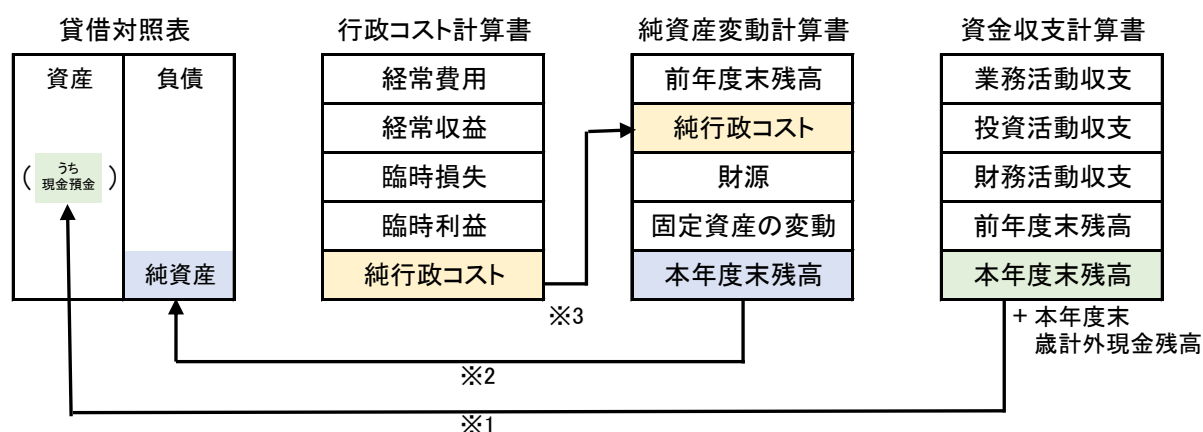 貸借対照表
資産
負債
(うち
現金預金)
純資産
行政コスト計算書
経常費用
経常収益
臨時損失
臨時利益
純行政コスト
純資産変動計算書
前年度末残高
純行政コスト
財源
固定資産の変動
本年度末残高
資金収支計算書
業務活動収支
投資活動収支
財務活動収支
前年度末残高
本年度末残高
+ 本年度末
歳計外現金残高
※3
※2
※1